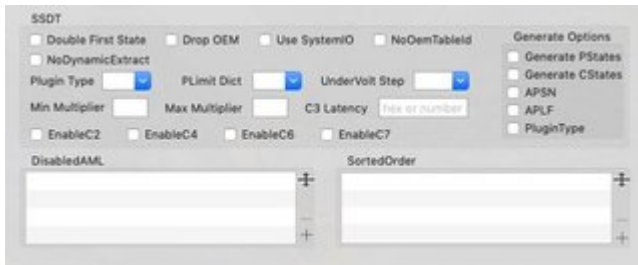 SSDT
Double First State Drop OEM Use SystemIO NoOemTableId
NoDynamicExtract
Plugin Type PLimit Dict UnderVolt Step
Min Multiplier Max Multiplier C3 Latency hex or number
EnableC2 EnableC4 EnableC6 EnableC7
Generate Options
Generate PStates
Generate CStates
APSN
APLF
PluginType
DisabledAML SortedOrder